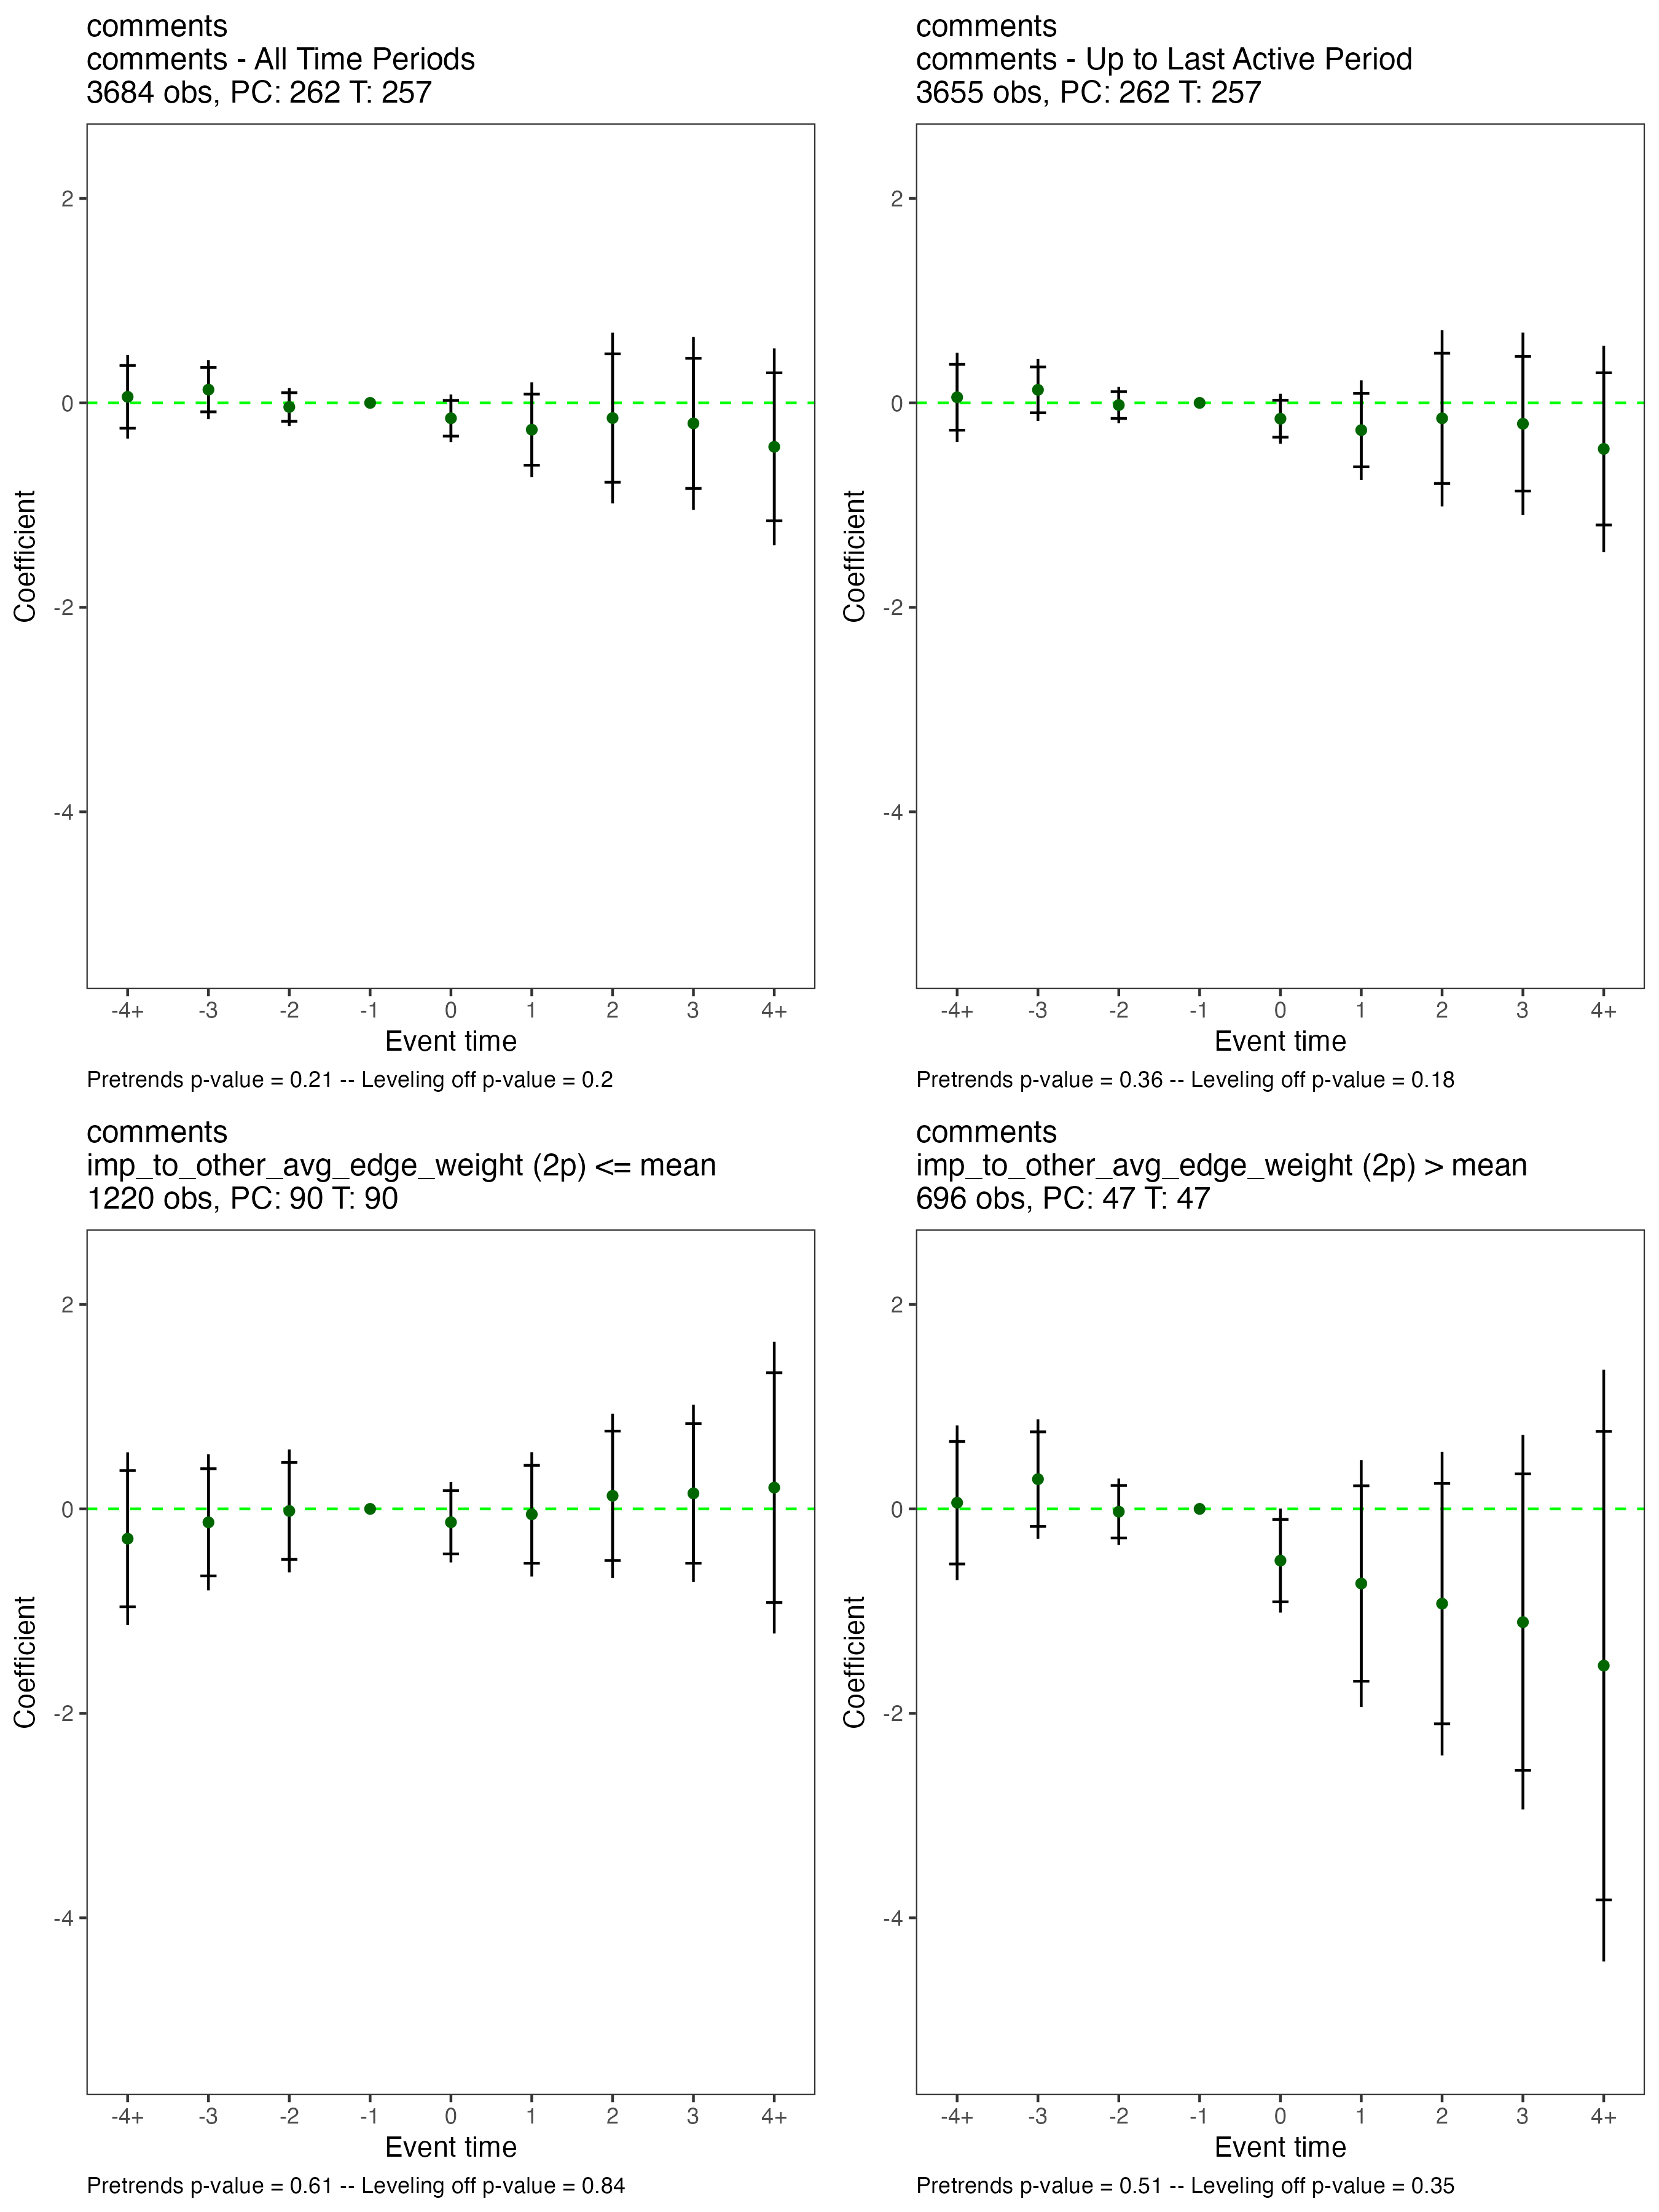 comments
comments - All Time Periods
3684 obs, PC: 262 T: 257
2
0
-2
-4
Coefficient
-4+ -3 -2 -1 0 1 2 3 4+
Event time
Pretrends p-value = 0.21 -- Leveling off p-value = 0.2
comments
comments - Up to Last Active Period
3655 obs, PC: 262 T: 257
2
0
-2
-4
Coefficient
-4+ -3 -2 -1 0 1 2 3 4+
Event time
Pretrends p-value = 0.36 -- Leveling off p-value = 0.18
comments
imp_to_other_avg_edge_weight (2p) <= mean
1220 obs, PC: 90 T: 90
2
0
-2
-4
Coefficient
-4+ -3 -2 -1 0 1 2 3 4+
Event time
Pretrends p-value = 0.61 -- Leveling off p-value = 0.84
comments
imp_to_other_avg_edge_weight (2p) > mean
696 obs, PC: 47 T: 47
2
0
-2
-4
Coefficient
-4+ -3 -2 -1 0 1 2 3 4+
Event time
Pretrends p-value = 0.51 -- Leveling off p-value = 0.35